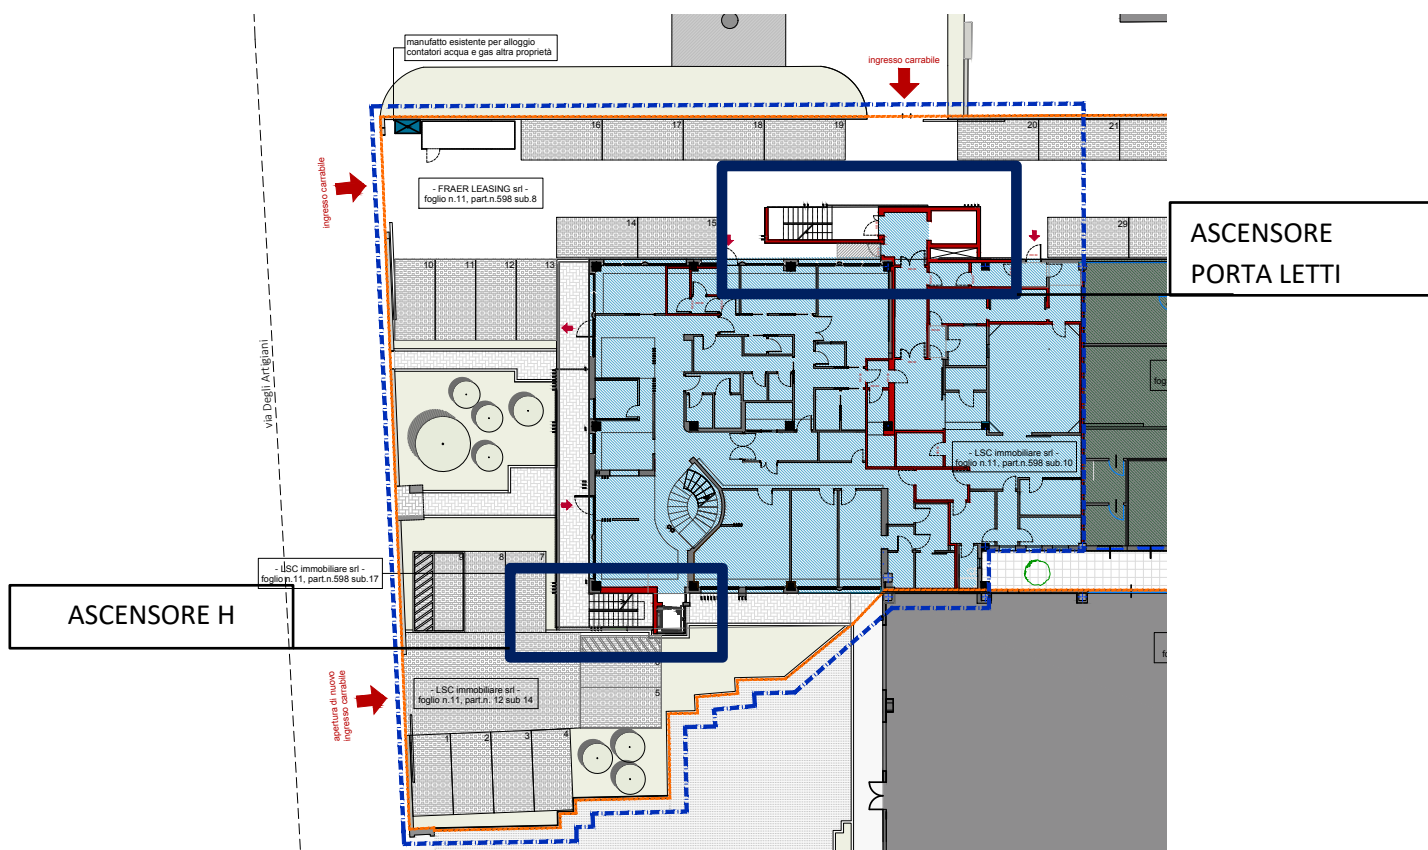 manufatto esistente per alloggio
contatori acqua e gas altra proprietà
ingresso carrabile
16
17
18
19
20
21
ingresso carrabile
- FRAER LEASING srl -
foglio n.11, part.n.598 sub.8
14
15
29
ASCENSORE
PORTA LETTI
10
11
12
13
via Degli Artigiani
fog
- LSC immobiliare srl -
foglio n.11, part.n.598 sub.10
9
8
7
- LSC immobiliare srl -
foglio n.11, part.n.598 sub.17
ASCENSORE H
6
5
- LSC immobiliare srl -
foglio n.11, part.n. 12 sub 14
apertura di nuovo
ingresso carrabile
1
2
3
4